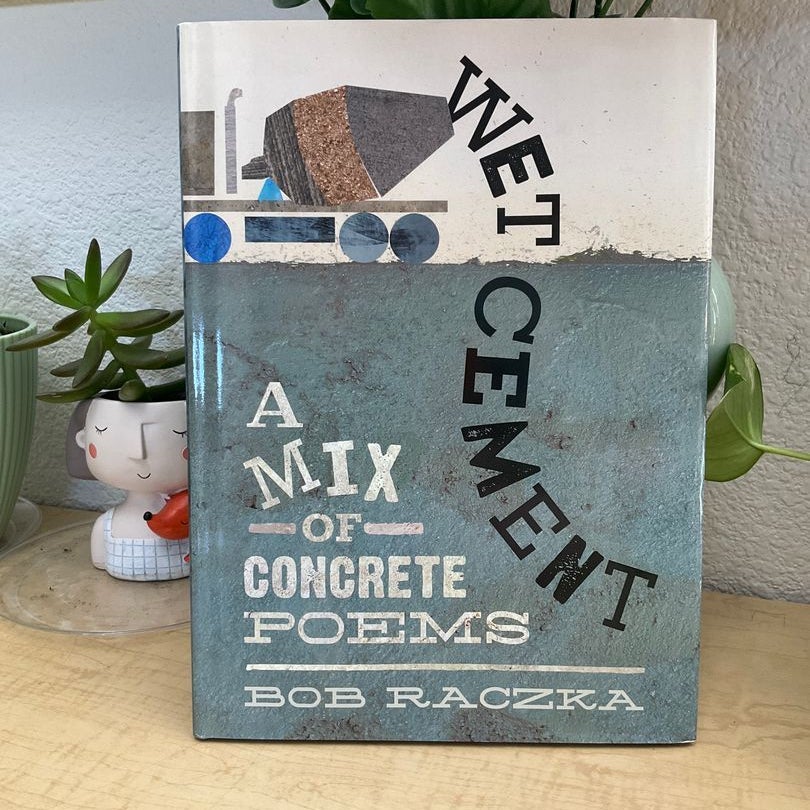 WET
CEMENT
A
MIX
OF
CONCRETE
POEMS
BOB RACZKA